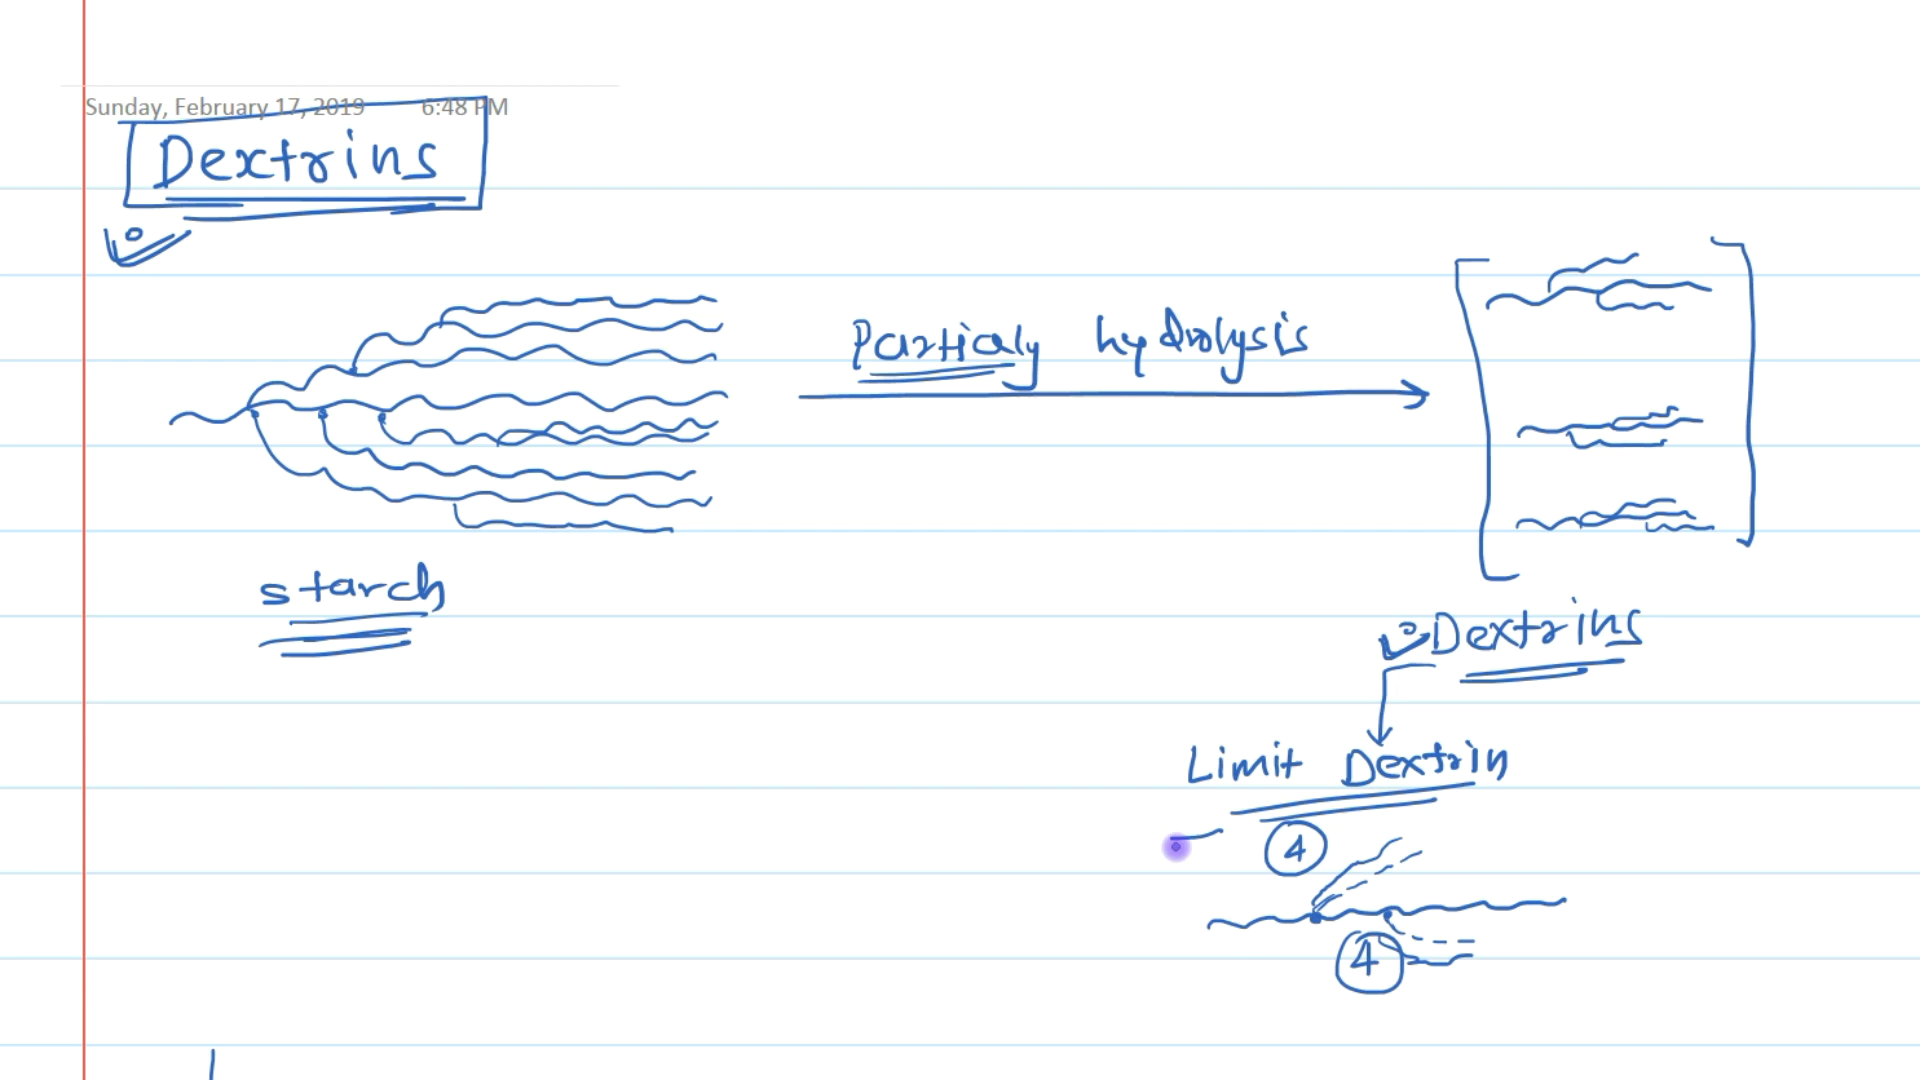 Sunday, February 17, 2019 6:48 PM
Dextrins
Partialy hydrolysis
starch
Dextrins
Limit Dextrin
4
4